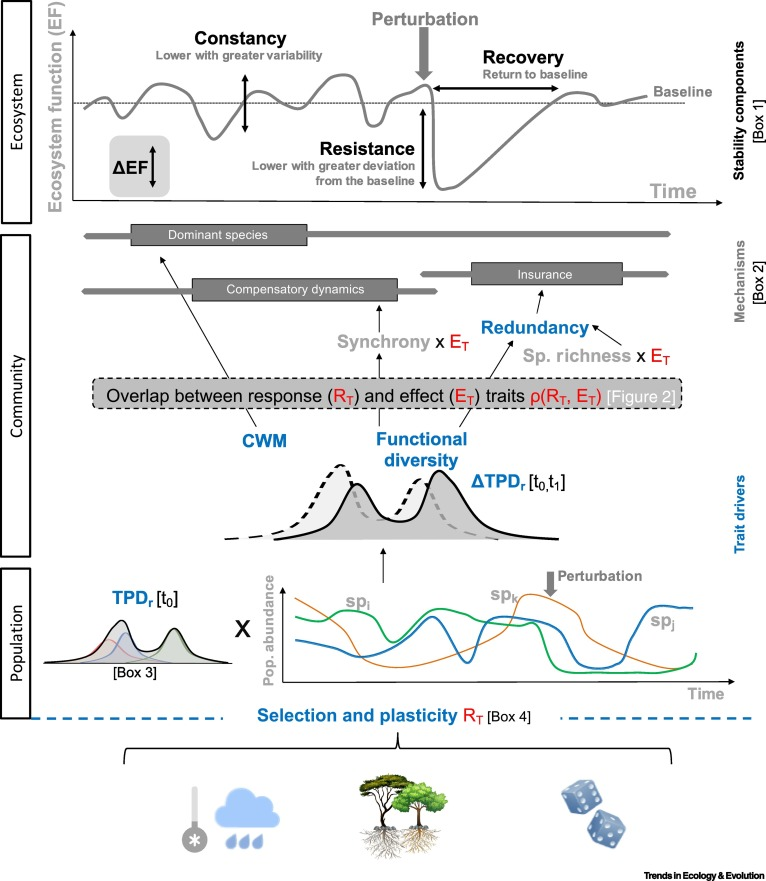 Ecosystem
Ecosystem function (EF)
Perturbation
Constancy
Lower with greater variability
Recovery
Return to baseline
Baseline
Resistance
Lower with greater deviation
from the baseline
ΔEF
Time
Stability components
[Box 1]
Community
Dominant species
Insurance
Compensatory dynamics
Mechanisms
[Box 2]
Redundancy
Synchrony x E_T
Sp. richness x E_T
Overlap between response (R_T) and effect (E_T) traits ρ(R_T, E_T) [Figure 2]
CWM
Functional
diversity
ΔTPD_r [t_0,t_1]
Trait drivers
Population
TPD_r [t_0]
[Box 3]
X
Pop. abundance
sp_i
sp_k
Perturbation
sp_j
Time
Selection and plasticity R_T [Box 4]
Trends in Ecology & Evolution